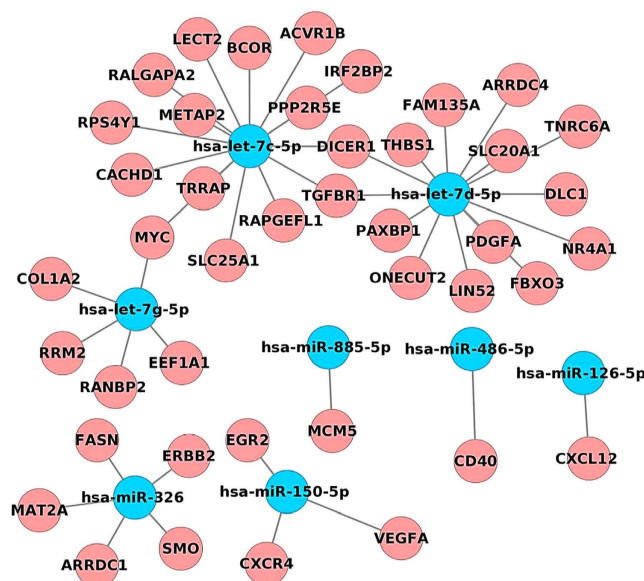 ACVR1B
LECT2
BCOR
RALGAPA2
IRF2BP2
ARRDC4
FAM135A
PPP2R5E
METAP2
RPS4Y1
TNRC6A
hsa-let-7c-5p
DICER1
THBS1
SLC20A1
CACHD1
TRRAP
TGFBR1
hsa-let-7d-5p
DLC1
RAPGEFL1
PAXBP1
MYC
PDGFA
NR4A1
SLC25A1
COL1A2
ONECUT2
LIN52
FBXO3
hsa-let-7g-5p
hsa-miR-885-5p
hsa-miR-486-5p
RRM2
EEF1A1
hsa-miR-126-5p
RANBP2
MCM5
FASN
EGR2
ERBB2
CD40
CXCL12
hsa-miR-326
hsa-miR-150-5p
MAT2A
VEGFA
SMO
ARRDC1
CXCR4